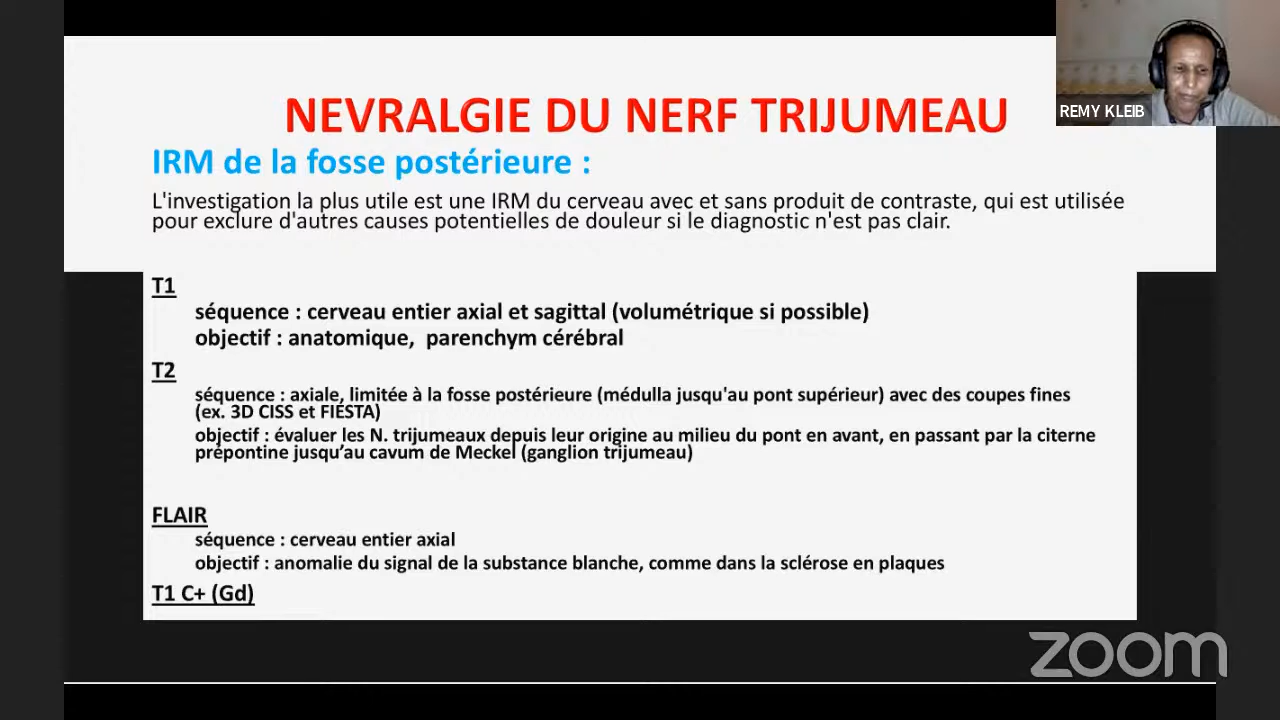 NEVRALGIE DU NERF TRIJUMEAU
REMY KLEIB
IRM de la fosse postérieure :
L'investigation la plus utile est une IRM du cerveau avec et sans produit de contraste, qui est utilisée
pour exclure d'autres causes potentielles de douleur si le diagnostic n'est pas clair.
T1
séquence : cerveau entier axial et sagittal (volumétrique si possible)
objectif : anatomique, parenchym cérébral
T2
séquence : axiale, limitée à la fosse postérieure (médulla jusqu'au pont supérieur) avec des coupes fines
(ex. 3D CISS et FIESTA)
objectif : évaluer les N. trijumeaux depuis leur origine au milieu du pont en avant, en passant par la citerne
prépontine jusqu’au cavum de Meckel (ganglion trijumeau)
FLAIR
séquence : cerveau entier axial
objectif : anomalie du signal de la substance blanche, comme dans la sclérose en plaques
T1 C+ (Gd)
zoom